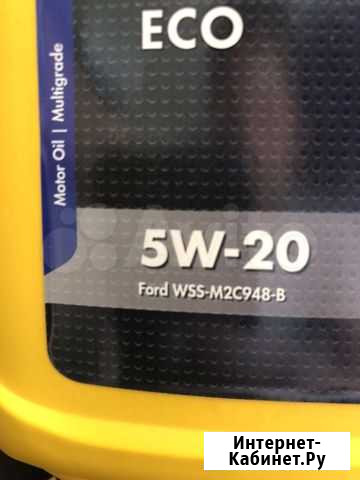 ECO
Motor Oil | Multigrade
5W-20
Ford WSS-M2C948-B
Интернет-
Кабинет.Ру